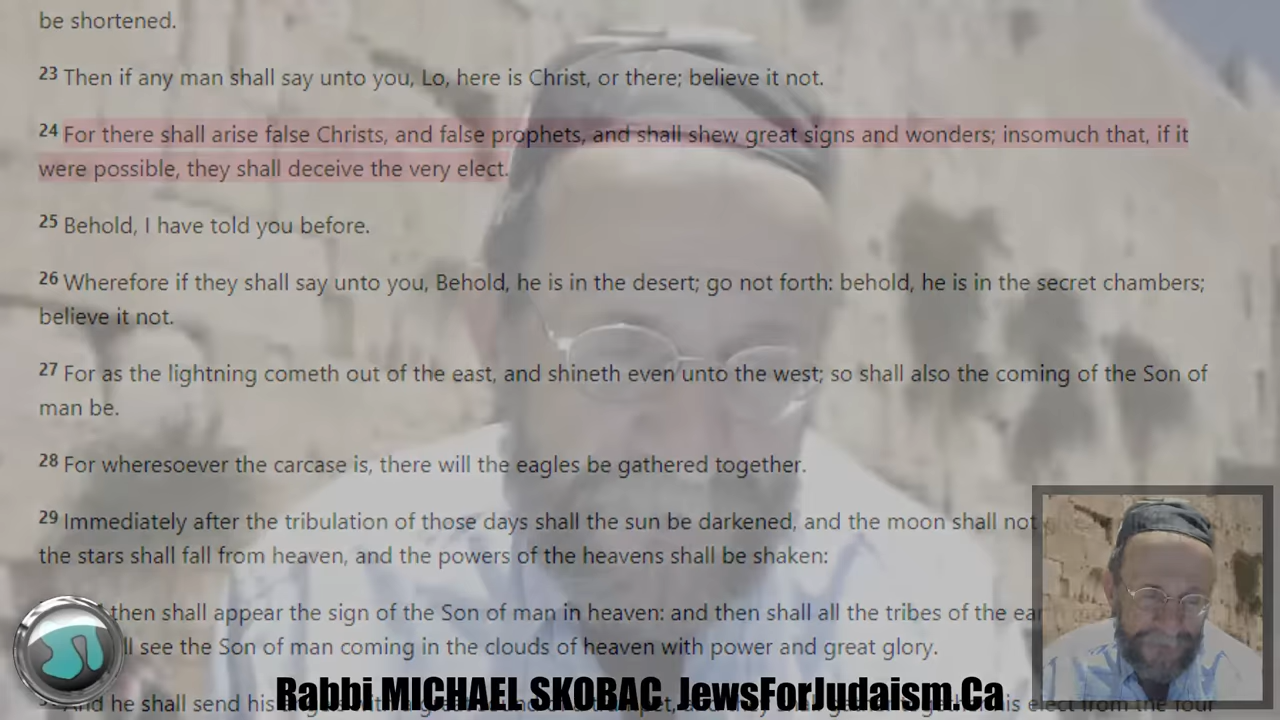 be shortened.
23 Then if any man shall say unto you, Lo, here is Christ, or there; believe it not.
24 For there shall arise false Christs, and false prophets, and shall shew great signs and wonders; insomuch that, if it
were possible, they shall deceive the very elect.
25 Behold, I have told you before.
26 Wherefore if they shall say unto you, Behold, he is in the desert; go not forth: behold, he is in the secret chambers;
believe it not.
27 For as the lightning cometh out of the east, and shineth even unto the west; so shall also the coming of the Son of
man be.
28 For wheresoever the carcase is, there will the eagles be gathered together.
29 Immediately after the tribulation of those days shall the sun be darkened, and the moon shall not
the stars shall fall from heaven, and the powers of the heavens shall be shaken:
then shall appear the sign of the Son of man in heaven: and then shall all the tribes of the
see the Son of man coming in the clouds of heaven with power and great glory.
he shall send his
elect from the four
Rabbi MICHAEL SKOBAC JewsForJudaism.Ca